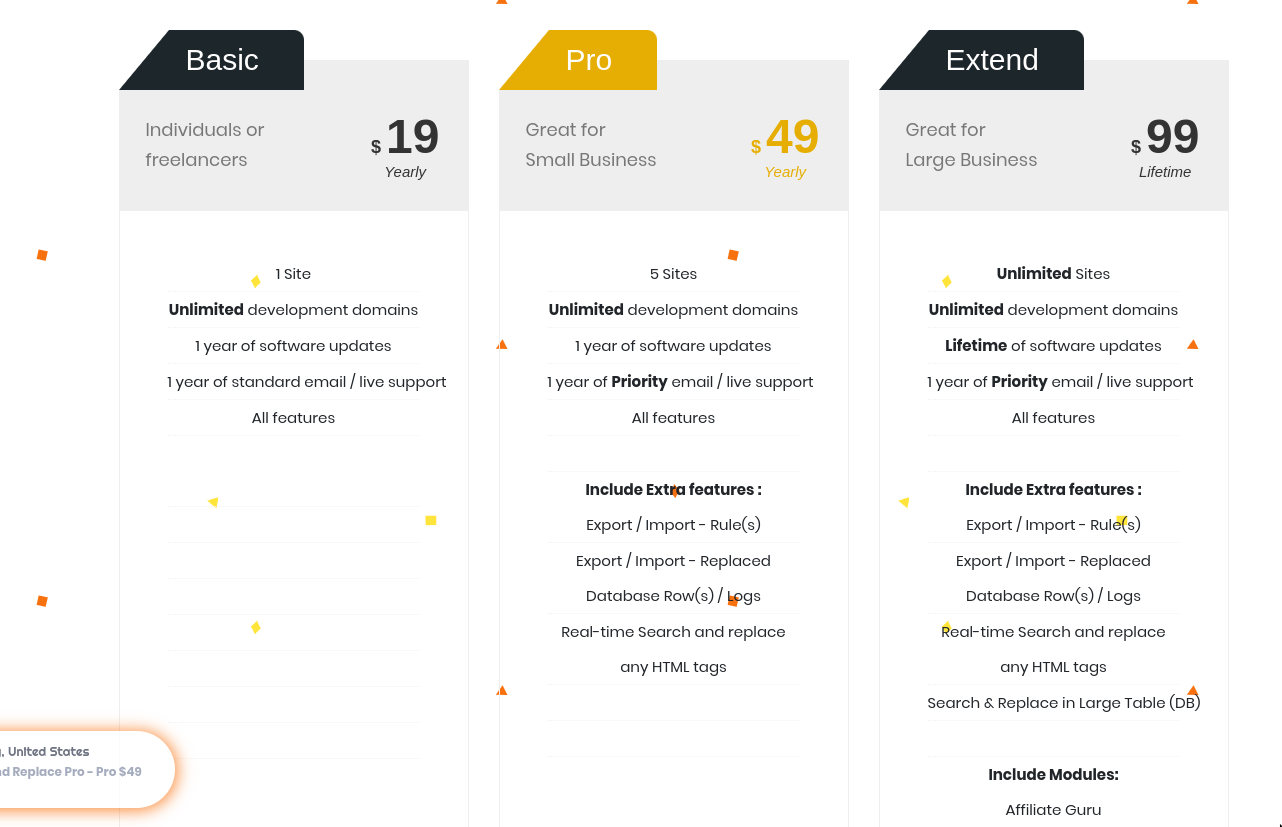 Basic
Individuals or
freelancers
$ 19
Yearly
1 Site
Unlimited development domains
1 year of software updates
1 year of standard email / live support
All features
Pro
Great for
Small Business
$ 49
Yearly
5 Sites
Unlimited development domains
1 year of software updates
1 year of Priority email / live support
All features
Include Extra features :
Export / Import - Rule(s)
Export / Import - Replaced
Database Row(s) / Logs
Real-time Search and replace
any HTML tags
Extend
Great for
Large Business
$ 99
Lifetime
Unlimited Sites
Unlimited development domains
Lifetime of software updates
1 year of Priority email / live support
All features
Include Extra features :
Export / Import - Rule(s)
Export / Import - Replaced
Database Row(s) / Logs
Real-time Search and replace
any HTML tags
Search & Replace in Large Table (DB)
Include Modules:
Affiliate Guru
United States
Replace Pro - Pro $49